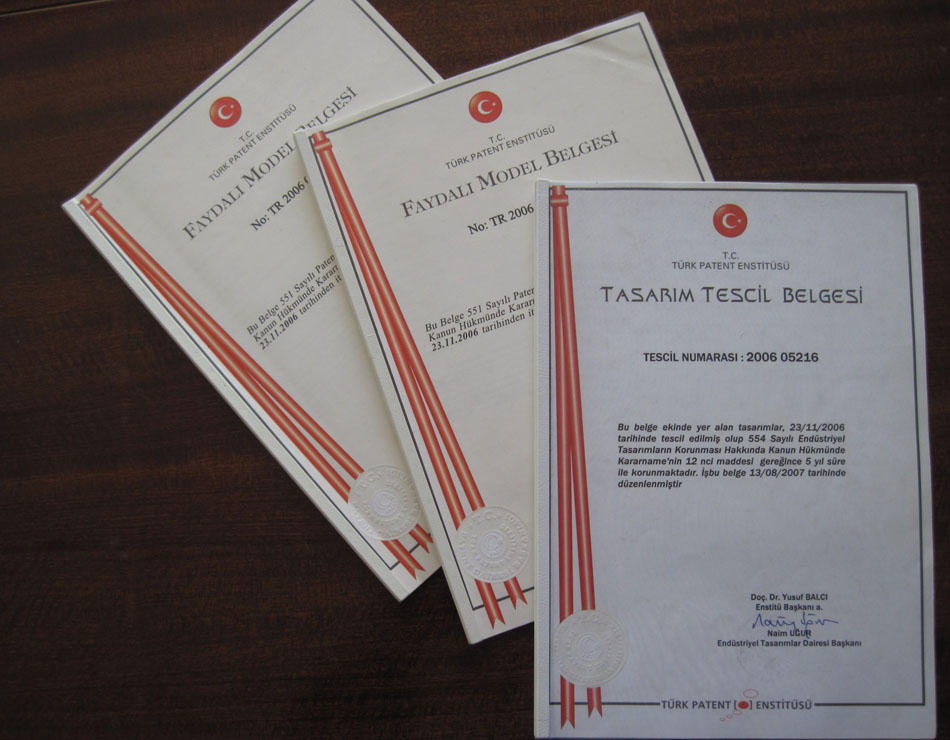 T.C.
TÜRK PATENT ENSTİTÜSÜ
FAYDALI MODEL BELGESİ
No: TR 2006
Bu Belge 551 Sayılı Paten
Kanun Hükmünde Karar
23.11.2006 tarihinden it
T.C.
TÜRK PATENT ENSTİTÜSÜ
FAYDALI MODEL BELGESİ
No: TR 2006
Bu Belge 551 Sayılı Paten
Kanun Hükmünde Karar
23.11.2006 tarihinden it
T.C.
TÜRK PATENT ENSTİTÜSÜ
TASARIM TESCİL BELGESİ
TESCİL NUMARASI : 2006 05216
Bu belge ekinde yer alan tasarımlar, 23/11/2006
tarihinde tescil edilmiş olup 554 Sayılı Endüstriyel
Tasarımların Korunması Hakkında Kanun Hükmünde
Kararname'nin 12 nci maddesi gereğince 5 yıl süre
ile korunmaktadır. İşbu belge 13/08/2007 tarihinde
düzenlenmiştir
Doç. Dr. Yusuf BALCI
Enstitü Başkanı a.
Naim UĞUR
Endüstriyel Tasarımlar Dairesi Başkanı
TÜRK PATENT ENSTİTÜSÜ